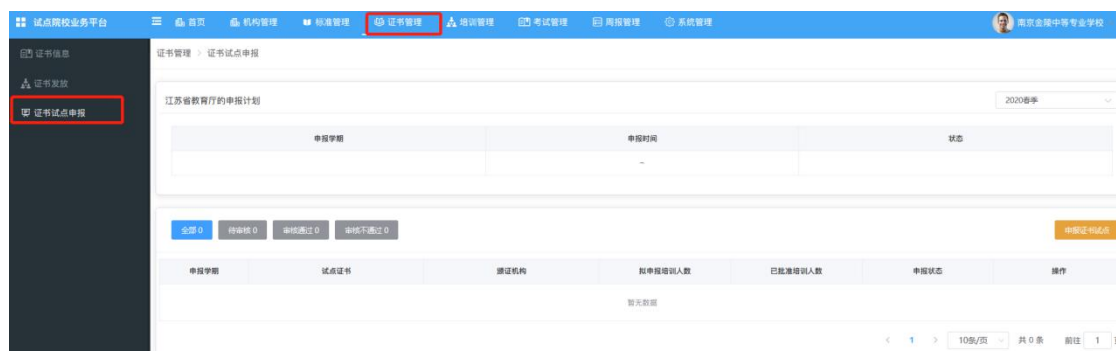 试点院校业务平台 首页 机构管理 标准管理 证书管理 培训管理 考试管理 周报管理 系统管理 南京金陵中等专业学校
证书信息
证书发放
证书试点申报
证书管理 > 证书试点申报
江苏省教育厅的申报计划 2020春季
申报学期 申报时间 状态
~
全部 0 待审核 0 审核通过 0 审核不通过 0 申报证书试点
申报学期 试点证书 颁证机构 拟申报培训人数 已批准培训人数 申报状态 操作
暂无数据
< 1 > 10条/页 共 0 条 前往 1